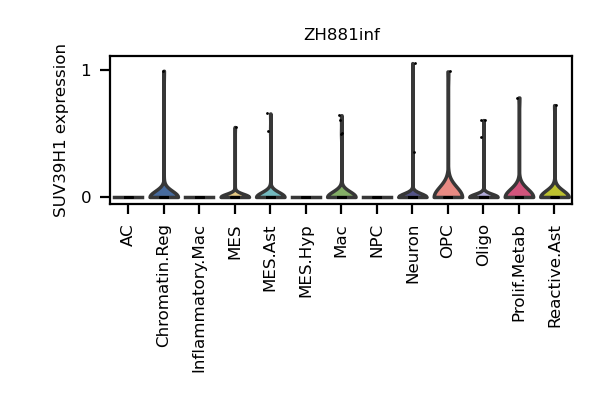 ZH881inf
SUV39H1 expression
1
0
AC
Chromatin.Reg
Inflammatory.Mac
MES
MES.Ast
MES.Hyp
Mac
NPC
Neuron
OPC
Oligo
Prolif.Metab
Reactive.Ast